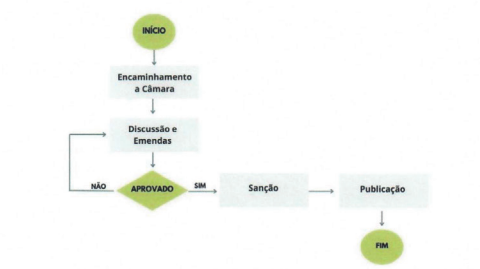 INÍCIO
Encaminhamento
a Câmara
Discussão e
Emendas
NÃO
APROVADO
SIM
Sanção
Publicação
FIM